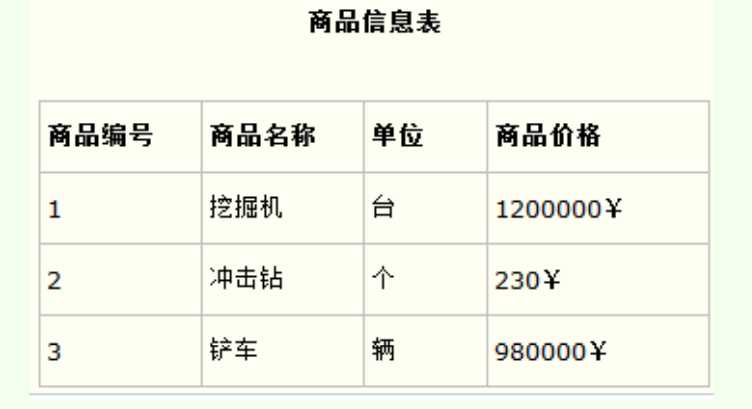 商品信息表
商品编号 商品名称 单位 商品价格
1 挖掘机 台 1200000￥
2 冲击钻 个 230￥
3 铲车 辆 980000￥